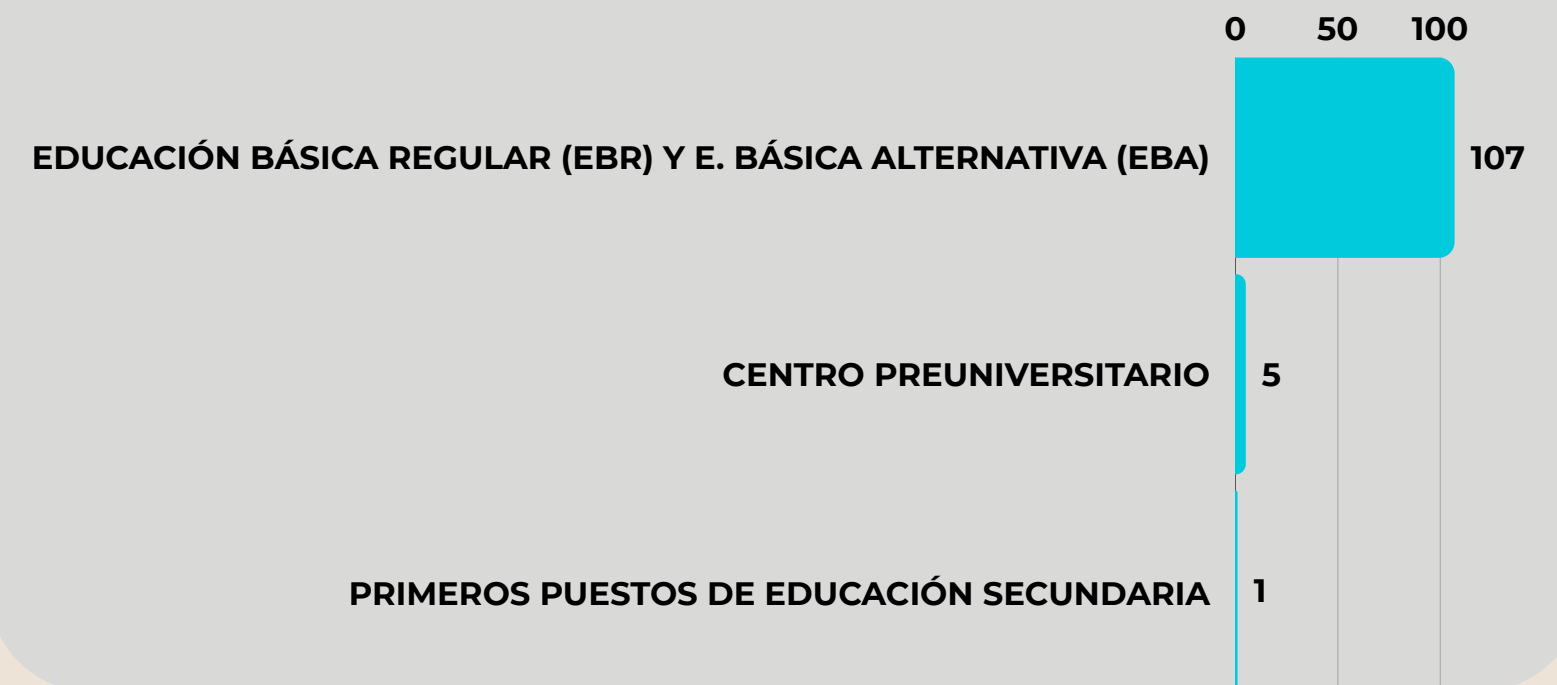 0 50 100
EDUCACIÓN BÁSICA REGULAR (EBR) Y E. BÁSICA ALTERNATIVA (EBA) 107
CENTRO PREUNIVERSITARIO 5
PRIMEROS PUESTOS DE EDUCACIÓN SECUNDARIA 1